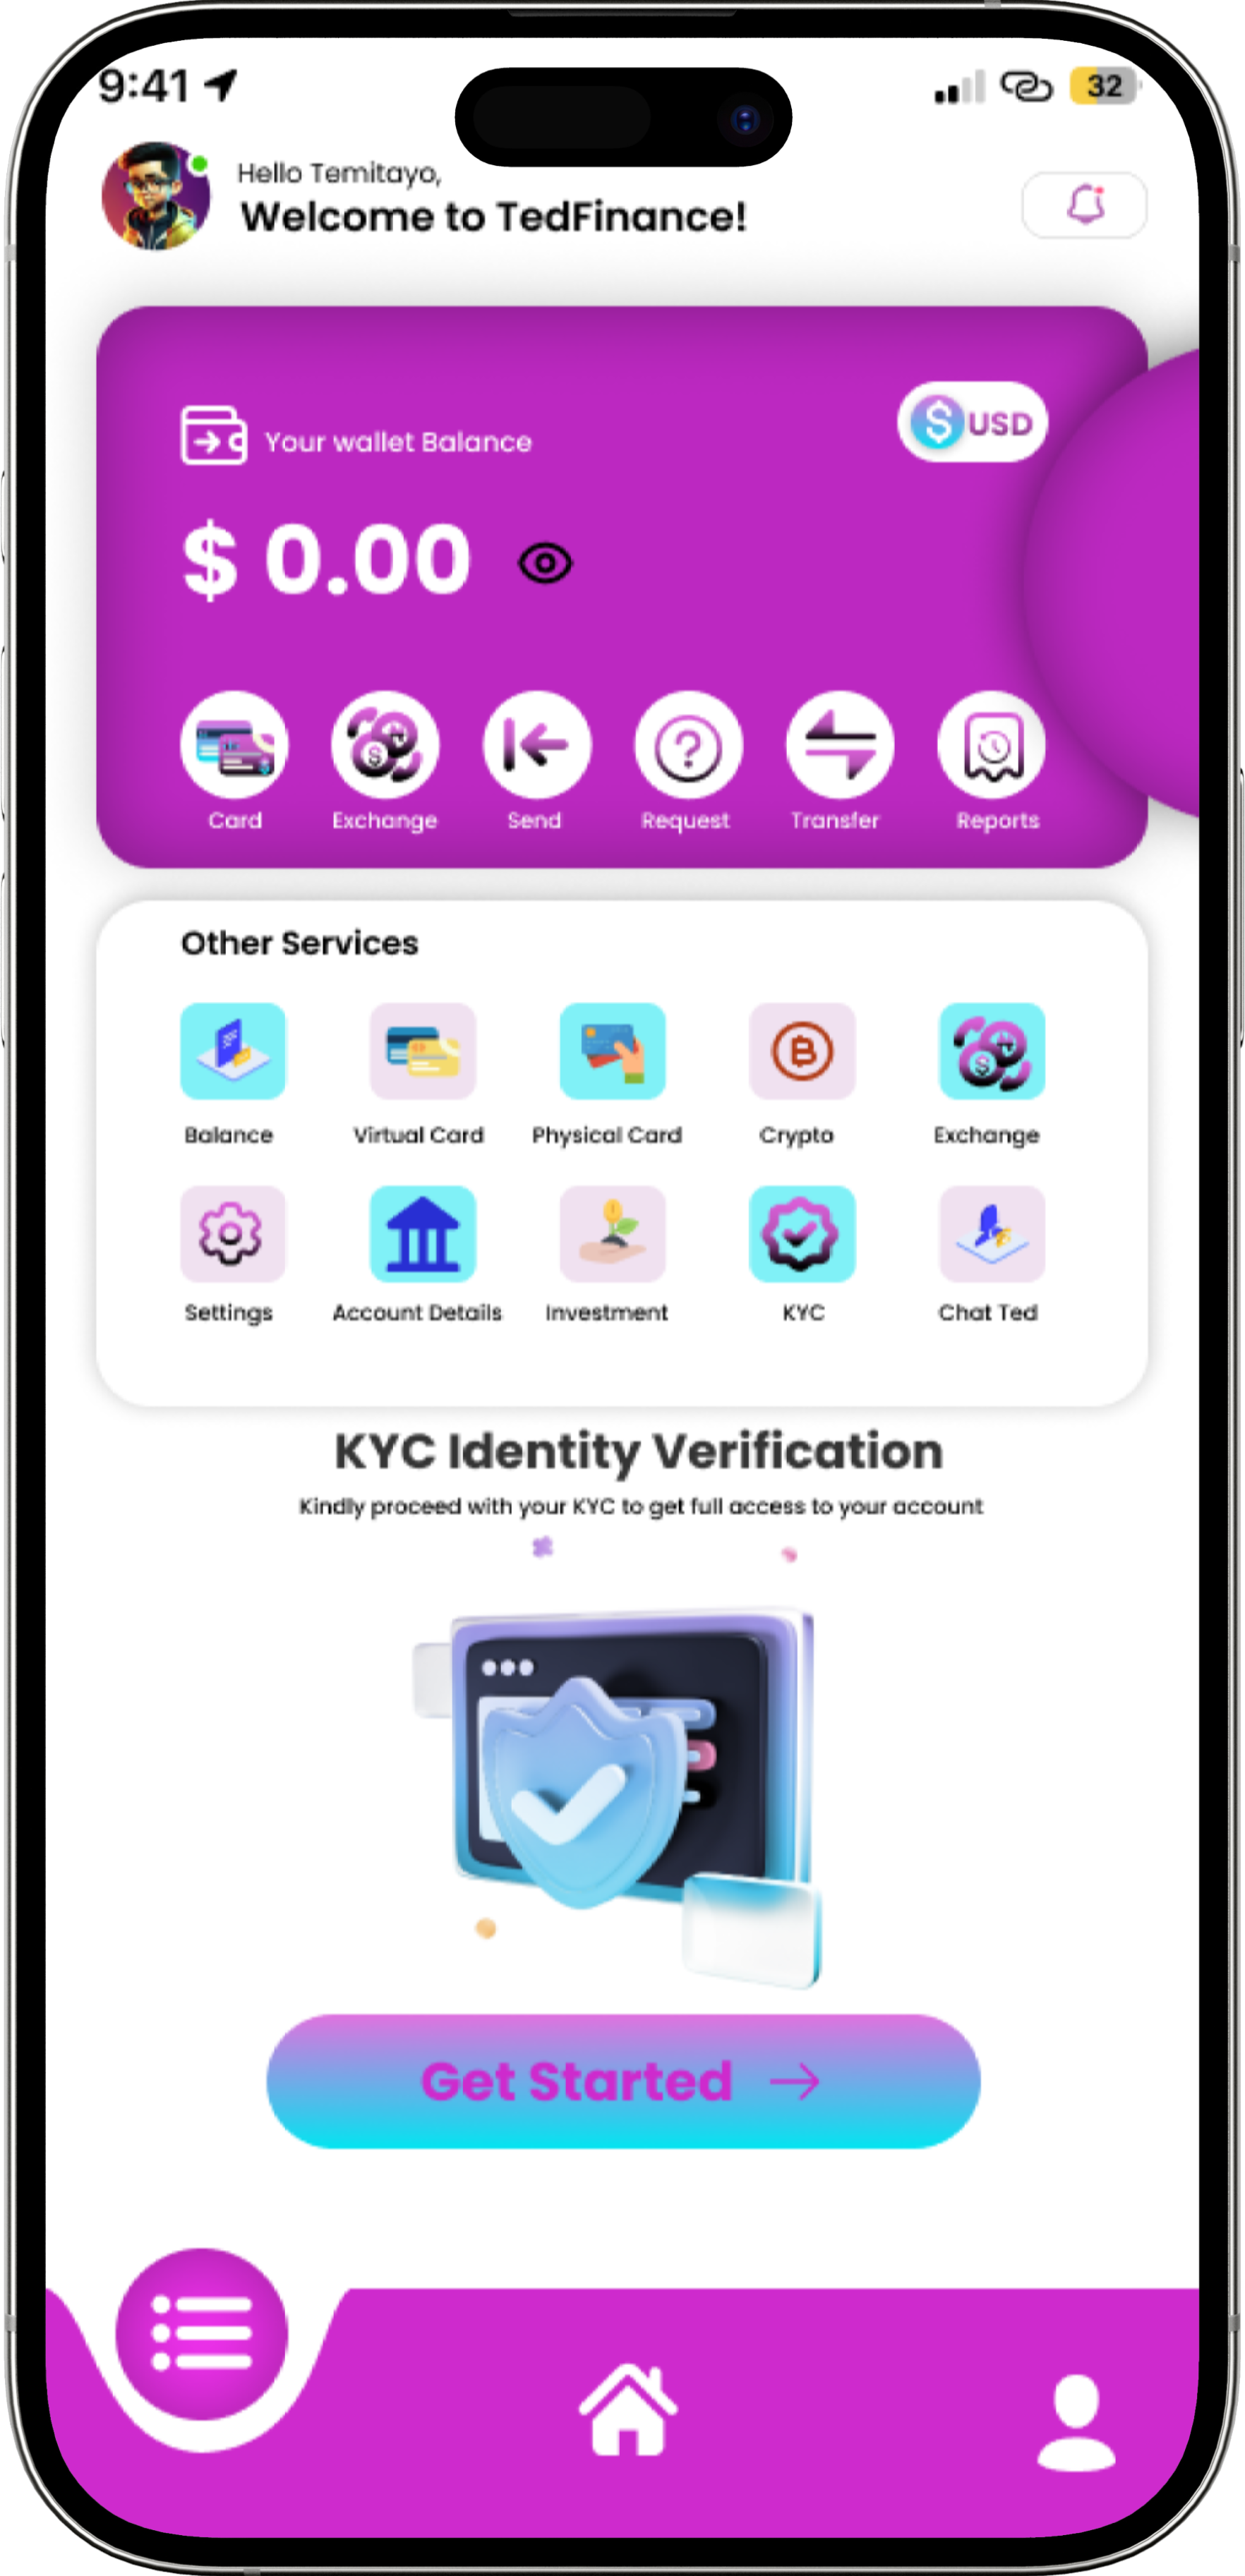 9:41
32
Hello Temitayo,
Welcome to TedFinance!
$ USD
Your wallet Balance
$ 0.00
Card Exchange Send Request Transfer Reports
Other Services
Balance Virtual Card Physical Card Crypto Exchange
Settings Account Details Investment KYC Chat Ted
KYC Identity Verification
Kindly proceed with your KYC to get full access to your account
Get Started